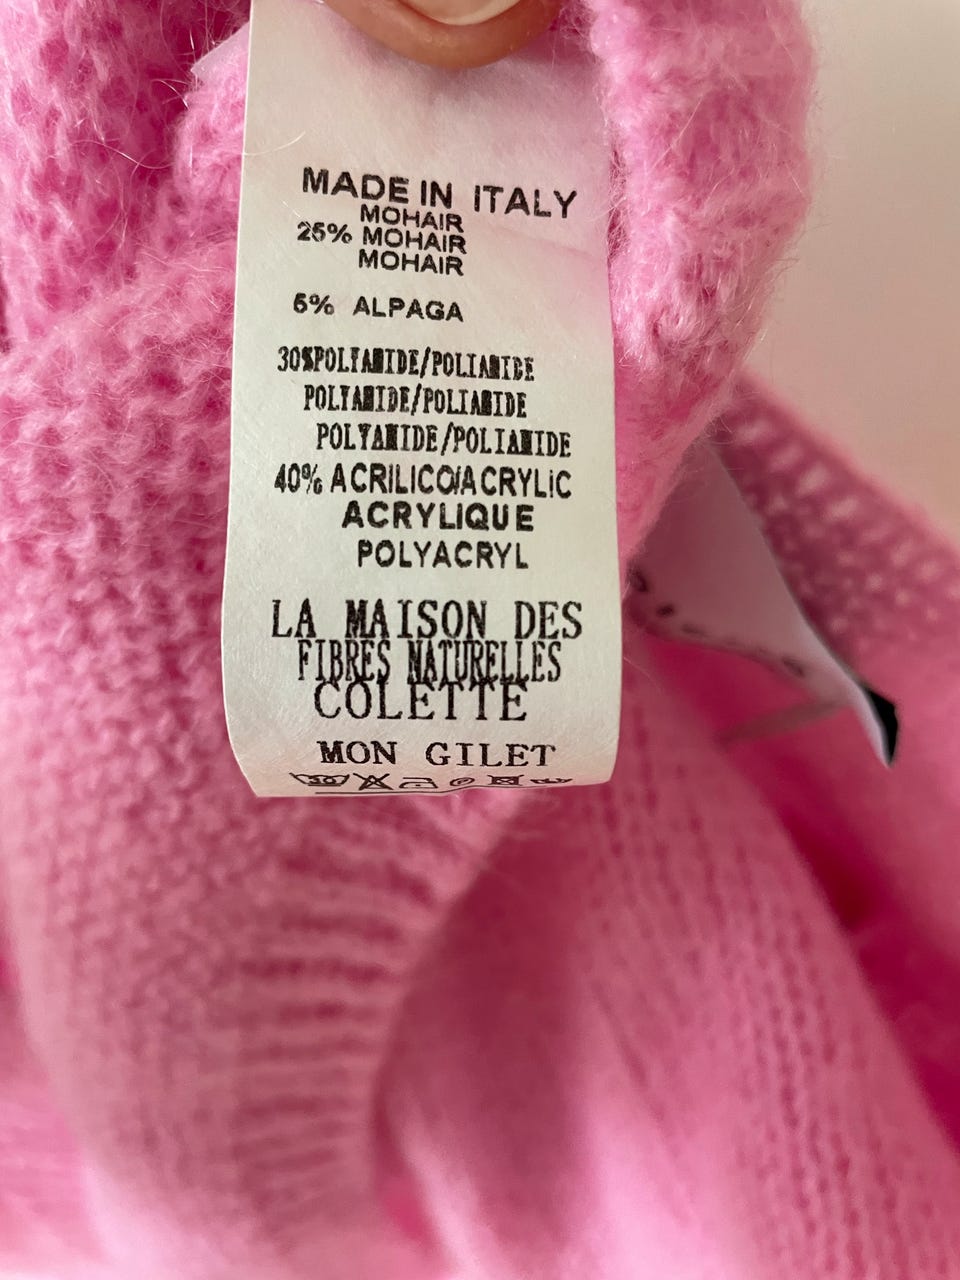 MADE IN ITALY
MOHAIR
25% MOHAIR
MOHAIR
5% ALPAGA
30%POLYAMIDE/POLIAMIDE
POLYAMIDE/POLIAMIDE
POLYAMIDE/POLIAMIDE
40% ACRILICO/ACRYLIC
ACRYLIQUE
POLYACRYL
LA MAISON DES
FIBRES NATURELLES
COLETTE
MON GILET
30